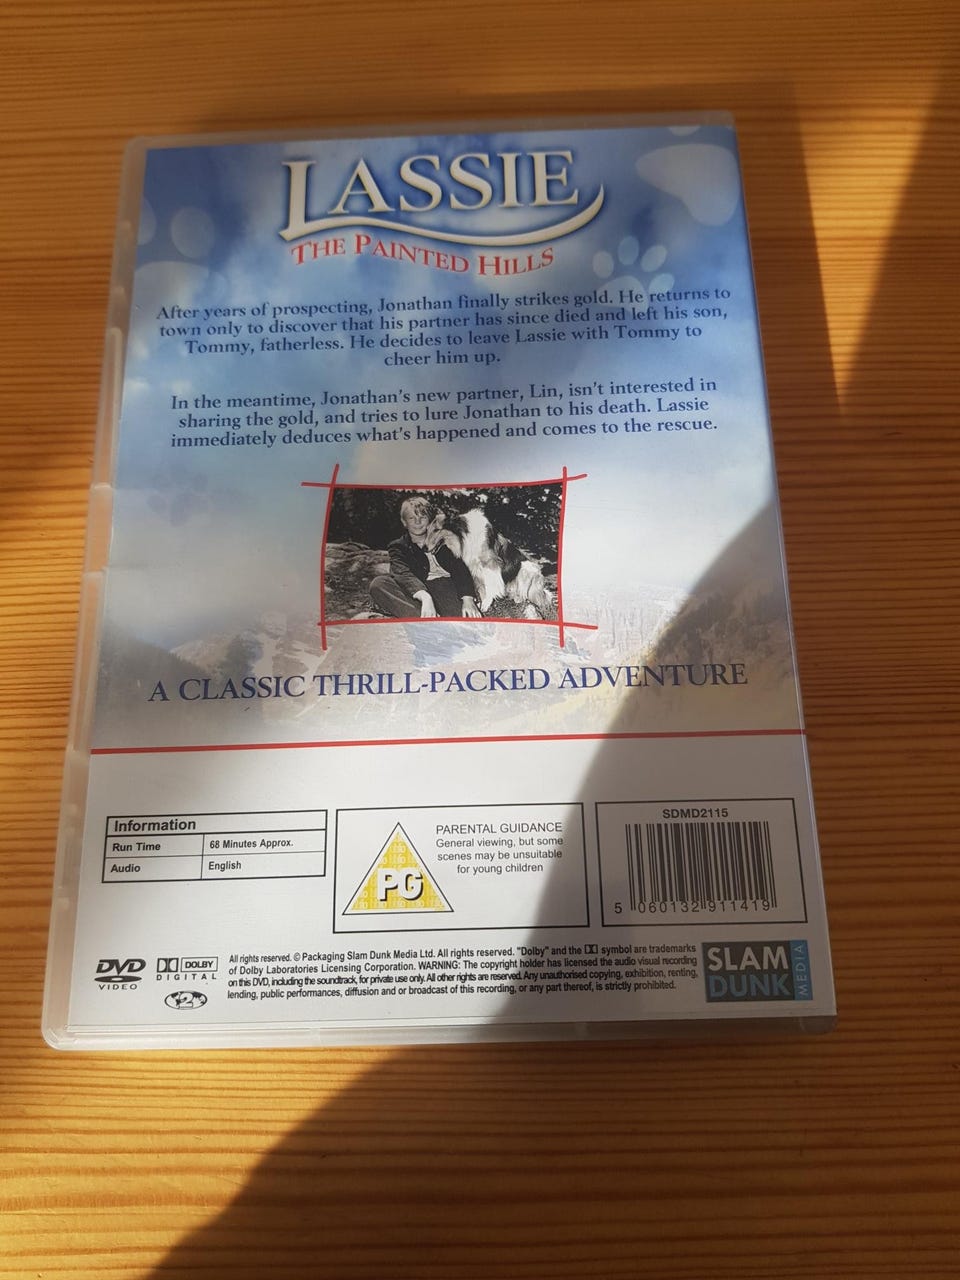 LASSIE
THE PAINTED HILLS
After years of prospecting, Jonathan finally strikes gold. He returns to
town only to discover that his partner has since died and left his son,
Tommy, fatherless. He decides to leave Lassie with Tommy to
cheer him up.
In the meantime, Jonathan's new partner, Lin, isn't interested in
sharing the gold, and tries to lure Jonathan to his death. Lassie
immediately deduces what's happened and comes to the rescue.
A CLASSIC THRILL-PACKED ADVENTURE
Information
Run Time 68 Minutes Approx.
Audio English
PG
PARENTAL GUIDANCE
General viewing, but some
scenes may be unsuitable
for young children
SDMD2115
5 060132 911419
DVD
VIDEO
DOLBY
DIGITAL
2
All rights reserved. © Packaging Slam Dunk Media Ltd. All rights reserved. "Dolby" and the DD symbol are trademarks
of Dolby Laboratories Licensing Corporation. WARNING: The copyright holder has licensed the audio visual recording
on this DVD, including the soundtrack, for private use only. All other rights are reserved. Any unauthorised copying, exhibition, renting,
lending, public performances, diffusion and or broadcast of this recording, or any part thereof, is strictly prohibited.
SLAM
DUNK
MEDIA